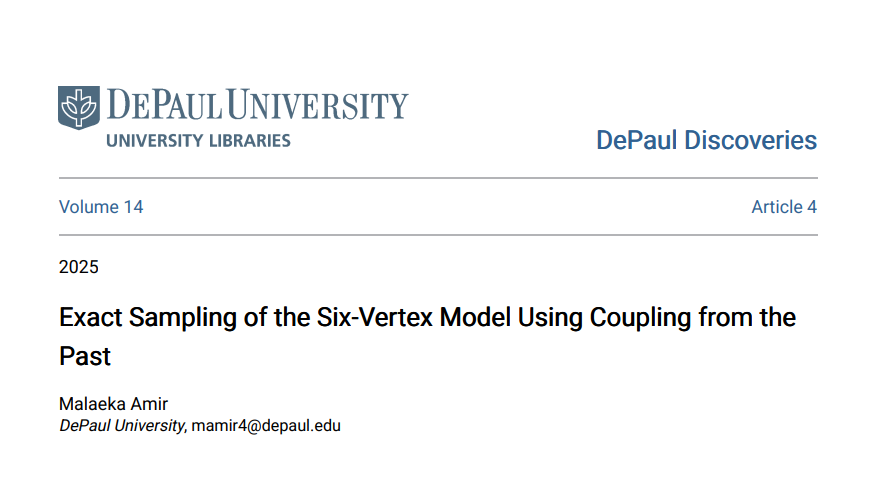 DEPAUL UNIVERSITY
UNIVERSITY LIBRARIES
DePaul Discoveries
Volume 14
Article 4
2025
Exact Sampling of the Six-Vertex Model Using Coupling from the
Past
Malaeka Amir
DePaul University, mamir4@depaul.edu